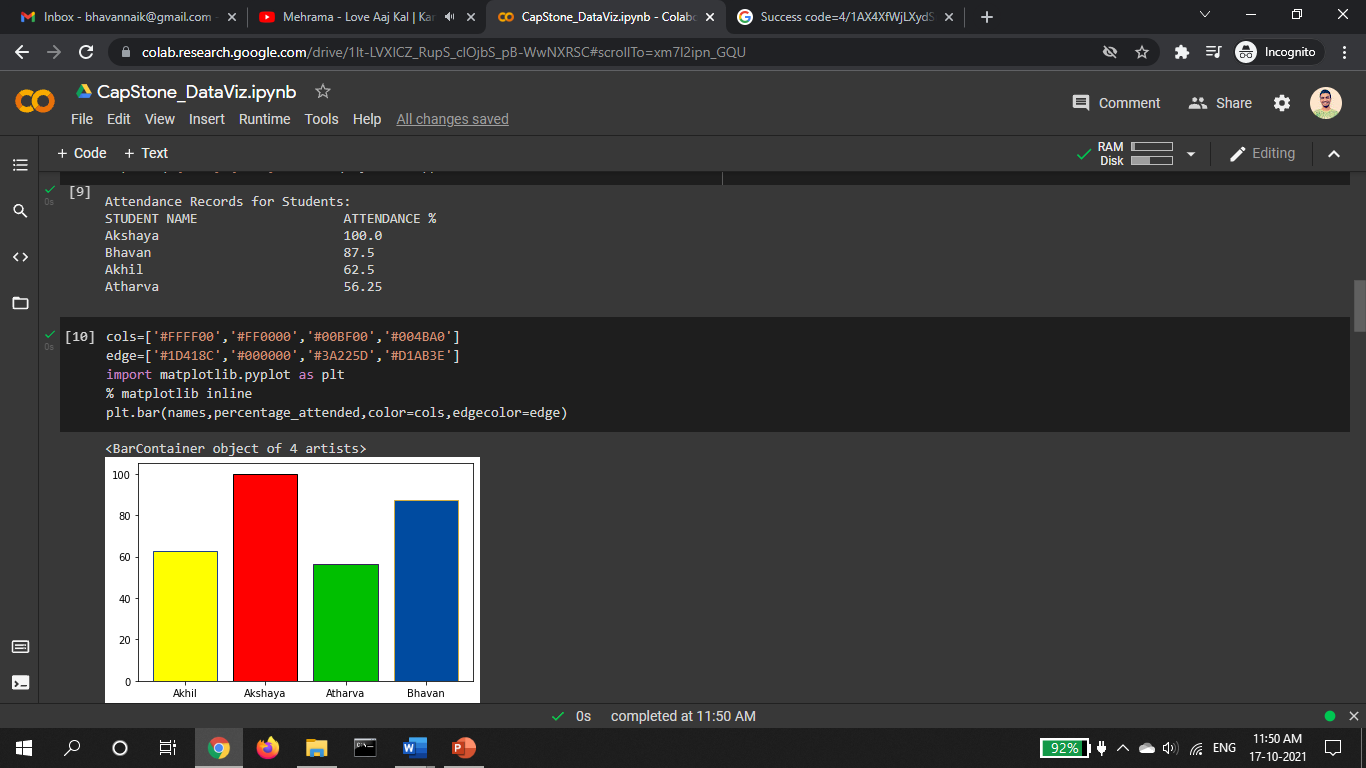 Inbox - bhavannaik@gmail.com -
Mehrama - Love Aaj Kal | Kar
CapStone_DataViz.ipynb - Colabo
Success code=4/1AX4XfWjLXydS
colab.research.google.com/drive/1It-LVXICZ_RupS_clOjbS_pB-WwNXRSC#scrollTo=xm7I2ipn_GQU
Incognito
CapStone_DataViz.ipynb
File Edit View Insert Runtime Tools Help All changes saved
Comment
Share
+ Code + Text
RAM
Disk
Editing
[9]
0s
Attendance Records for Students:
STUDENT NAME ATTENDANCE %
Akshaya 100.0
Bhavan 87.5
Akhil 62.5
Atharva 56.25
[10]
0s
cols=['#FFFF00','#FF0000','#00BF00','#004BA0']
edge=['#1D418C','#000000','#3A225D','#D1AB3E']
import matplotlib.pyplot as plt
% matplotlib inline
plt.bar(names,percentage_attended,color=cols,edgecolor=edge)
<BarContainer object of 4 artists>
100
80
60
40
20
0
Akhil Akshaya Atharva Bhavan
0s completed at 11:50 AM
92%
ENG
11:50 AM
17-10-2021